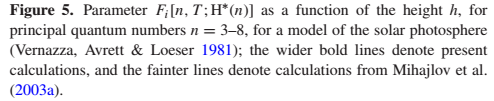 Figure 5. Parameter Fi[n, T; H*(n)] as a function of the height h, for
principal quantum numbers n = 3–8, for a model of the solar photosphere
(Vernazza, Avrett & Loeser 1981); the wider bold lines denote present
calculations, and the fainter lines denote calculations from Mihajlov et al.
(2003a).